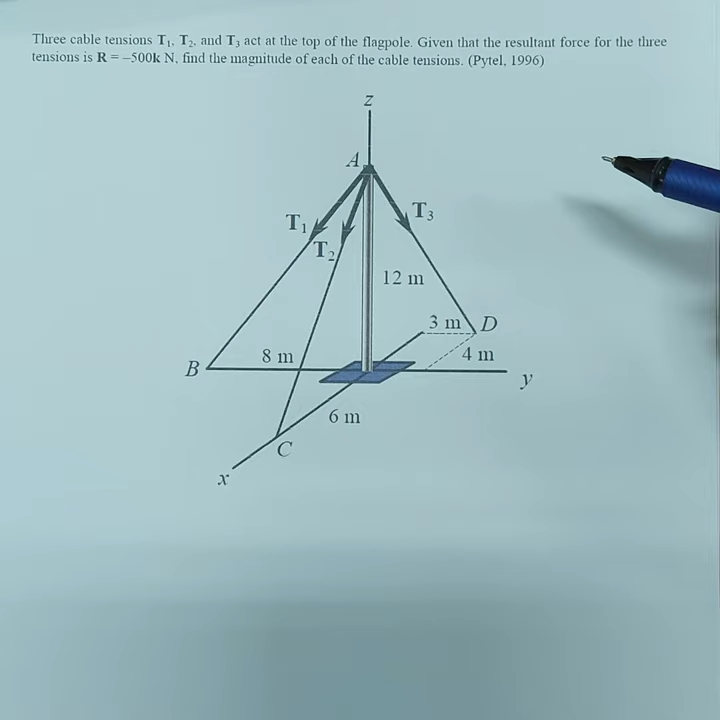 Three cable tensions T₁, T₂, and T₃ act at the top of the flagpole. Given that the resultant force for the three
tensions is R = −500k N, find the magnitude of each of the cable tensions. (Pytel, 1996)
z
A
T₁
T₃
T₂
12 m
3 m
D
8 m
4 m
B
y
6 m
C
x